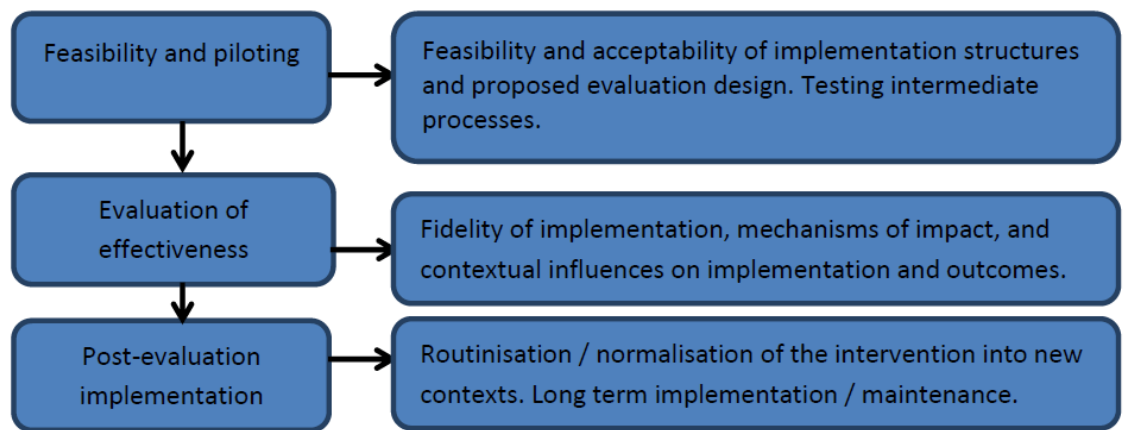 Feasibility and piloting
Feasibility and acceptability of implementation structures
and proposed evaluation design. Testing intermediate
processes.
Evaluation of
effectiveness
Fidelity of implementation, mechanisms of impact, and
contextual influences on implementation and outcomes.
Post-evaluation
implementation
Routinisation / normalisation of the intervention into new
contexts. Long term implementation / maintenance.